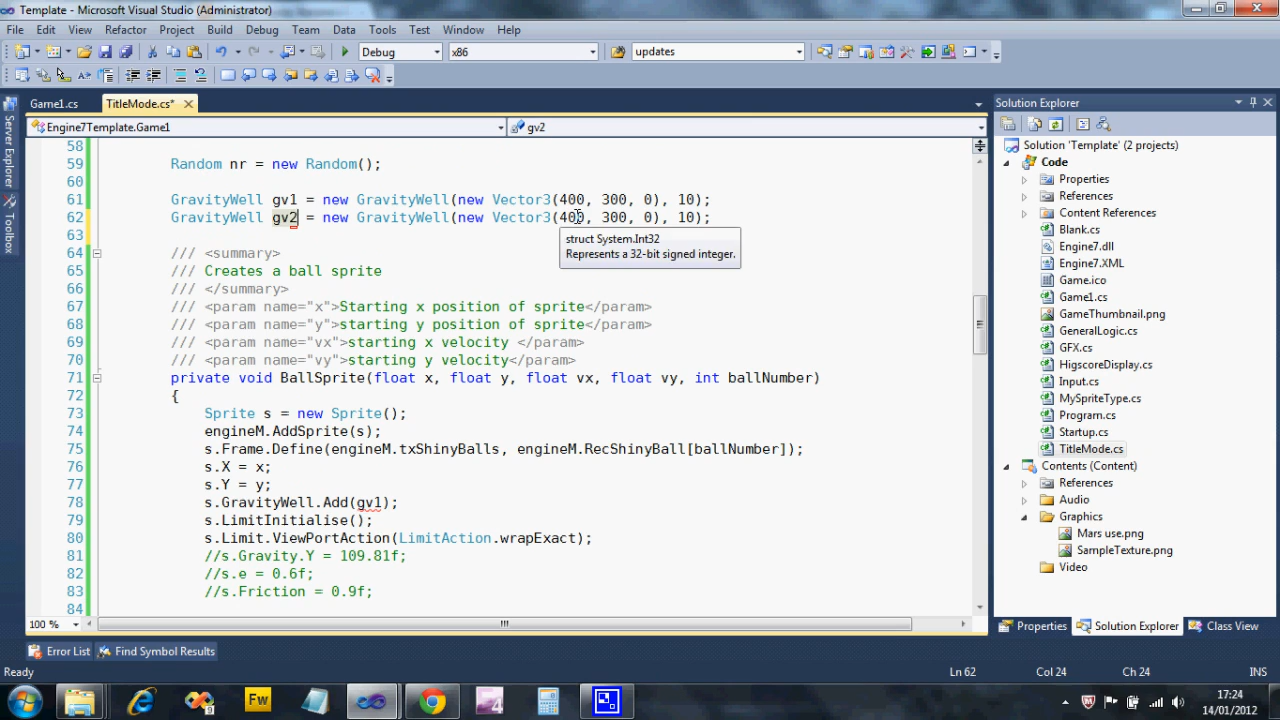 Template - Microsoft Visual Studio (Administrator)
File Edit View Refactor Project Build Debug Team Data Tools Test Window Help
Debug x86 updates
Game1.cs TitleMode.cs*
Engine7Template.Game1 gv2
58
59 Random nr = new Random();
60
61 GravityWell gv1 = new GravityWell(new Vector3(400, 300, 0), 10);
62 GravityWell gv2 = new GravityWell(new Vector3(400, 300, 0), 10);
63
struct System.Int32
Represents a 32-bit signed integer.
64 /// <summary>
65 /// Creates a ball sprite
66 /// </summary>
67 /// <param name="x">Starting x position of sprite</param>
68 /// <param name="y">starting y position of sprite</param>
69 /// <param name="vx">starting x velocity </param>
70 /// <param name="vy">starting y velocity</param>
71 private void BallSprite(float x, float y, float vx, float vy, int ballNumber)
72 {
73 Sprite s = new Sprite();
74 engineM.AddSprite(s);
75 s.Frame.Define(engineM.txShinyBalls, engineM.RecShinyBall[ballNumber]);
76 s.X = x;
77 s.Y = y;
78 s.GravityWell.Add(gv1);
79 s.LimitInitialise();
80 s.Limit.ViewPortAction(LimitAction.wrapExact);
81 //s.Gravity.Y = 109.81f;
82 //s.e = 0.6f;
83 //s.Friction = 0.9f;
84
100 %
Server Explorer
Toolbox
Solution Explorer
Solution 'Template' (2 projects)
Code
Properties
References
Content References
Blank.cs
Engine7.dll
Engine7.XML
Game.ico
Game1.cs
GameThumbnail.png
GeneralLogic.cs
GFX.cs
HigscoreDisplay.cs
Input.cs
MySpriteType.cs
Program.cs
Startup.cs
TitleMode.cs
Contents (Content)
References
Audio
Graphics
Mars use.png
SampleTexture.png
Video
Properties Solution Explorer Class View
Error List Find Symbol Results
Ready Ln 62 Col 24 Ch 24 INS
Fw 4
17:24
14/01/2012